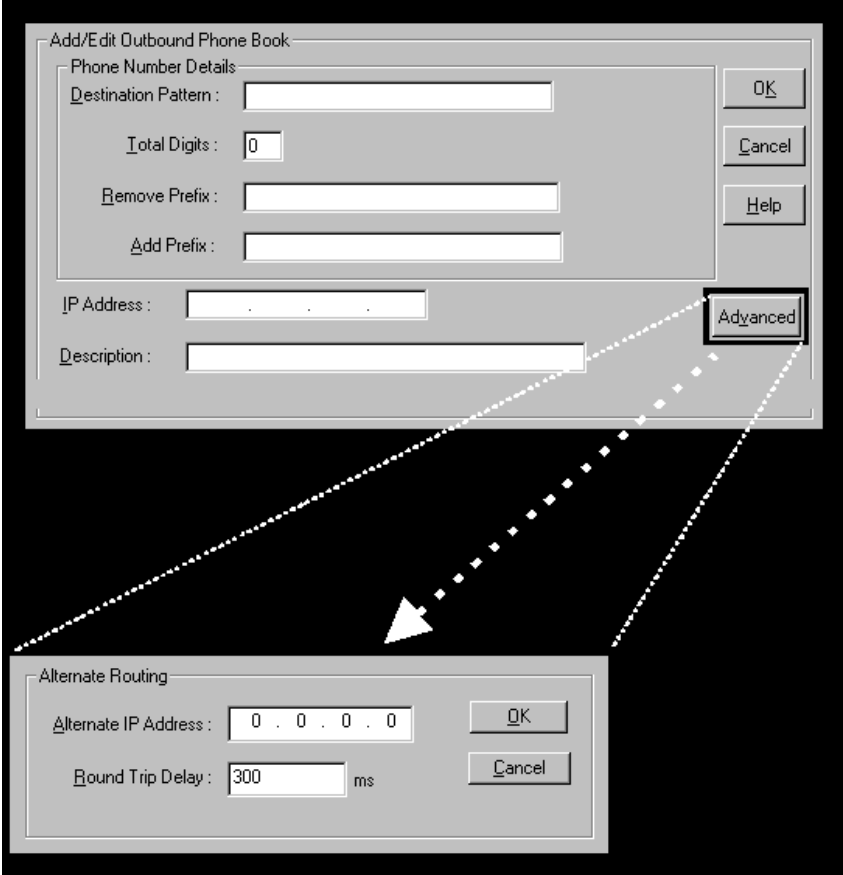 Add/Edit Outbound Phone Book
Phone Number Details
Destination Pattern :
OK
Total Digits : 0
Cancel
Remove Prefix :
Help
Add Prefix :
IP Address : . . .
Advanced
Description :
Alternate Routing
Alternate IP Address : 0 . 0 . 0 . 0
OK
Round Trip Delay : 300 ms
Cancel